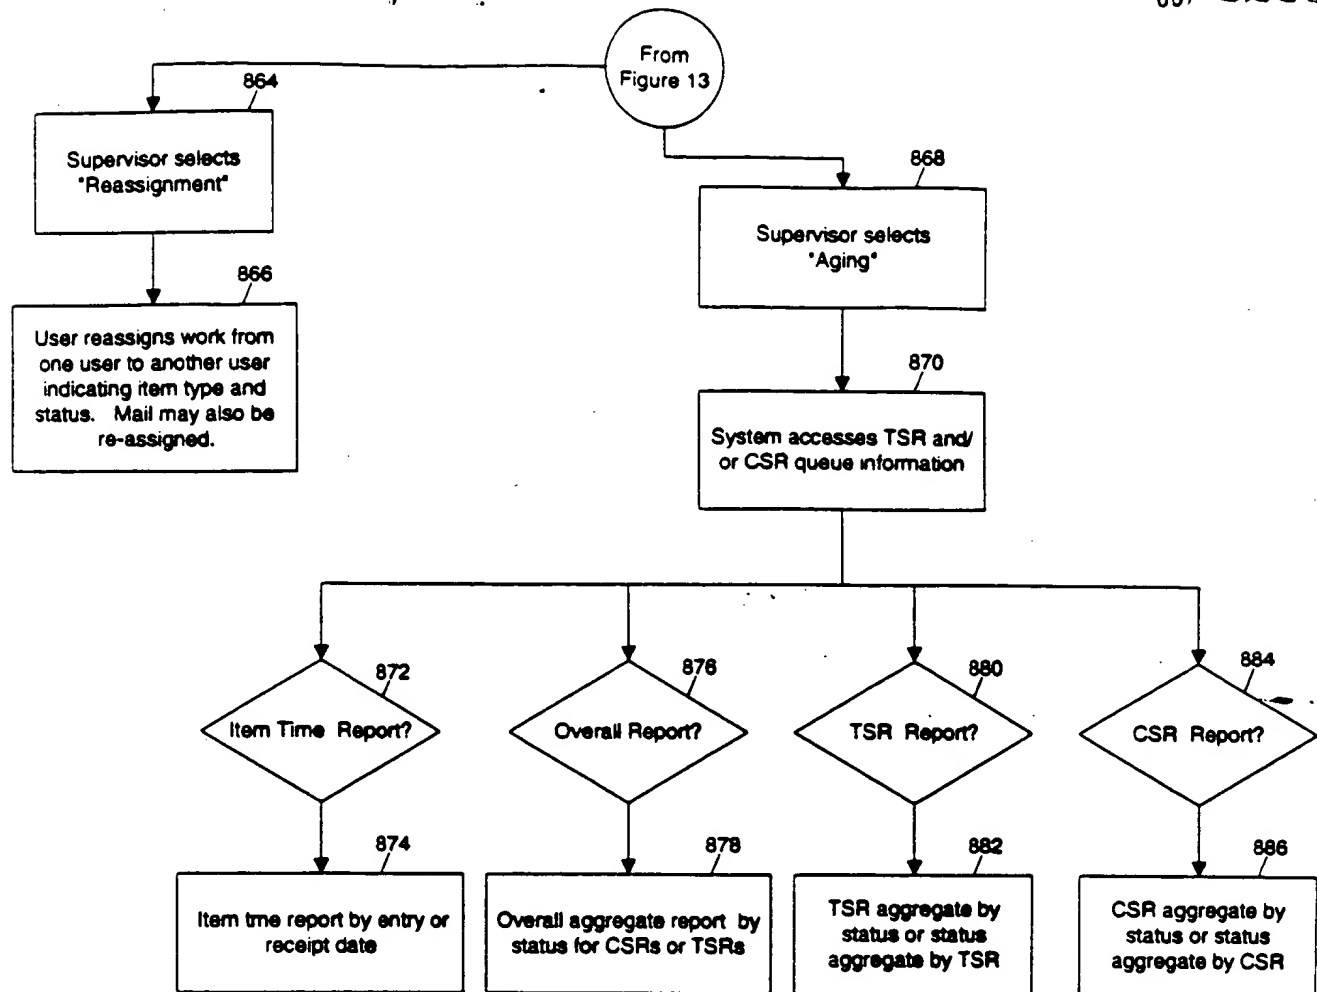 From
Figure 13
864
Supervisor selects
"Reassignment"
868
Supervisor selects
"Aging"
866
User reassigns work from
one user to another user
indicating item type and
status. Mail may also be
re-assigned.
870
System accesses TSR and/
or CSR queue information
872
Item Time Report?
876
Overall Report?
880
TSR Report?
884
CSR Report?
874
Item tme report by entry or
receipt date
878
Overall aggregate report by
status for CSRs or TSRs
882
TSR aggregate by
status or status
aggregate by TSR
886
CSR aggregate by
status or status
aggregate by CSR